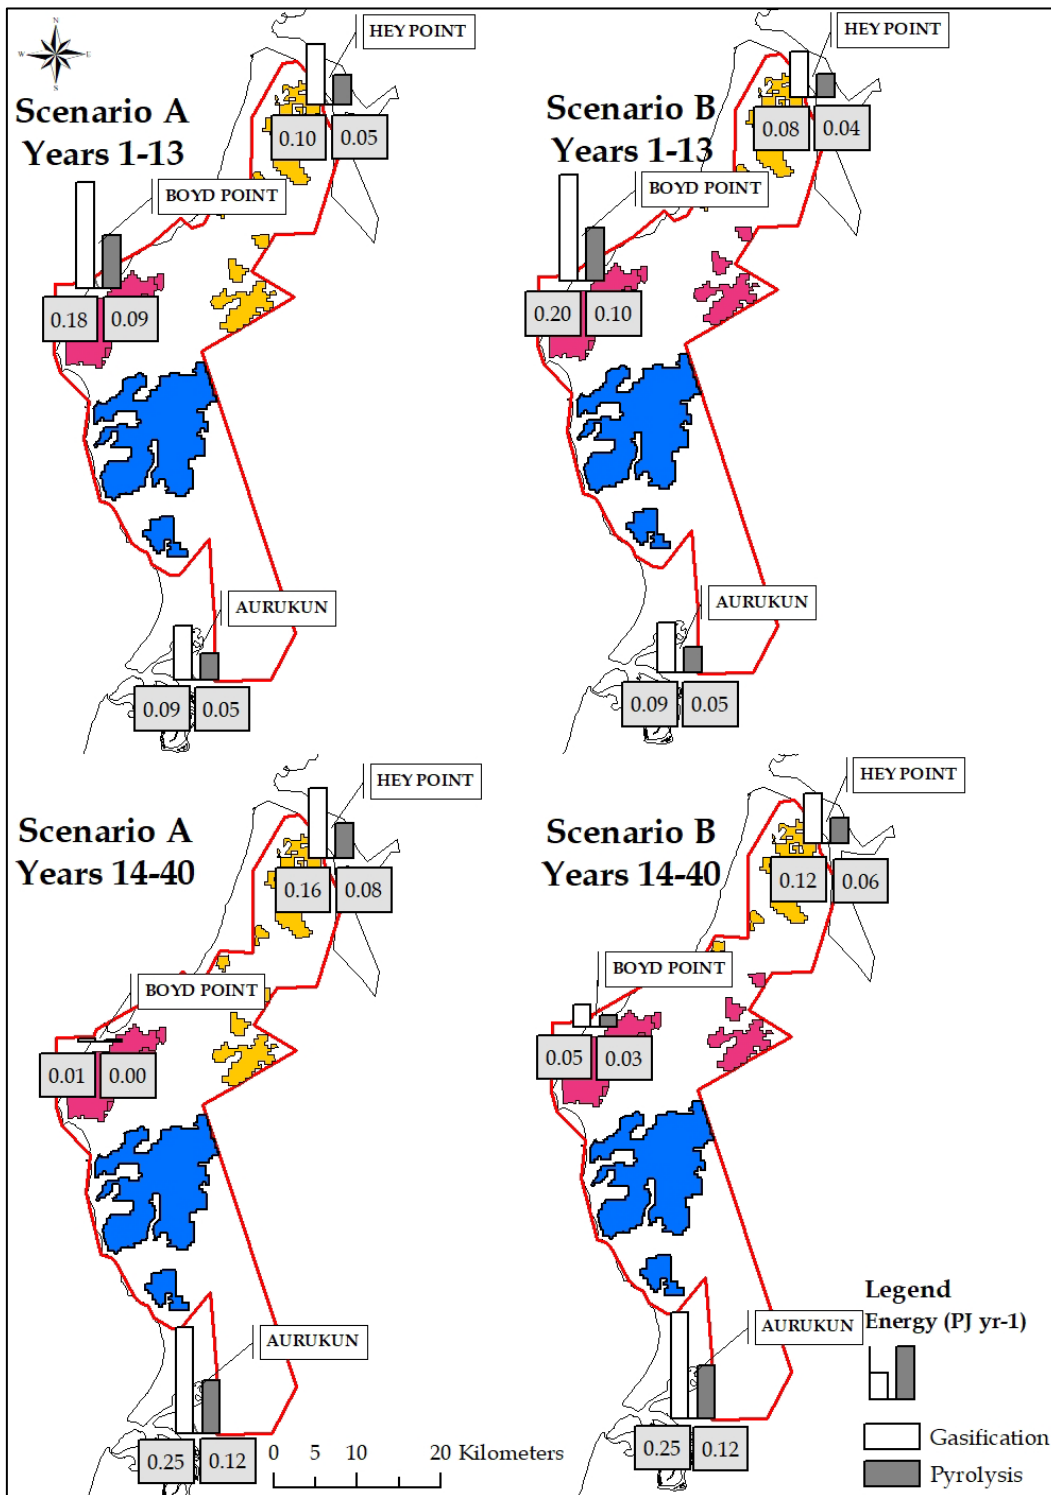 N
W
E
S
HEY POINT
Scenario A
Years 1-13
0.10 0.05
BOYD POINT
0.18 0.09
AURUKUN
0.09 0.05
HEY POINT
Scenario B
Years 1-13
0.08 0.04
BOYD POINT
0.20 0.10
AURUKUN
0.09 0.05
HEY POINT
Scenario A
Years 14-40
0.16 0.08
BOYD POINT
0.01 0.00
AURUKUN
0.25 0.12
0 5 10 20 Kilometers
HEY POINT
Scenario B
Years 14-40
0.12 0.06
BOYD POINT
0.05 0.03
AURUKUN
0.25 0.12
Legend
Energy (PJ yr-1)
Gasification
Pyrolysis